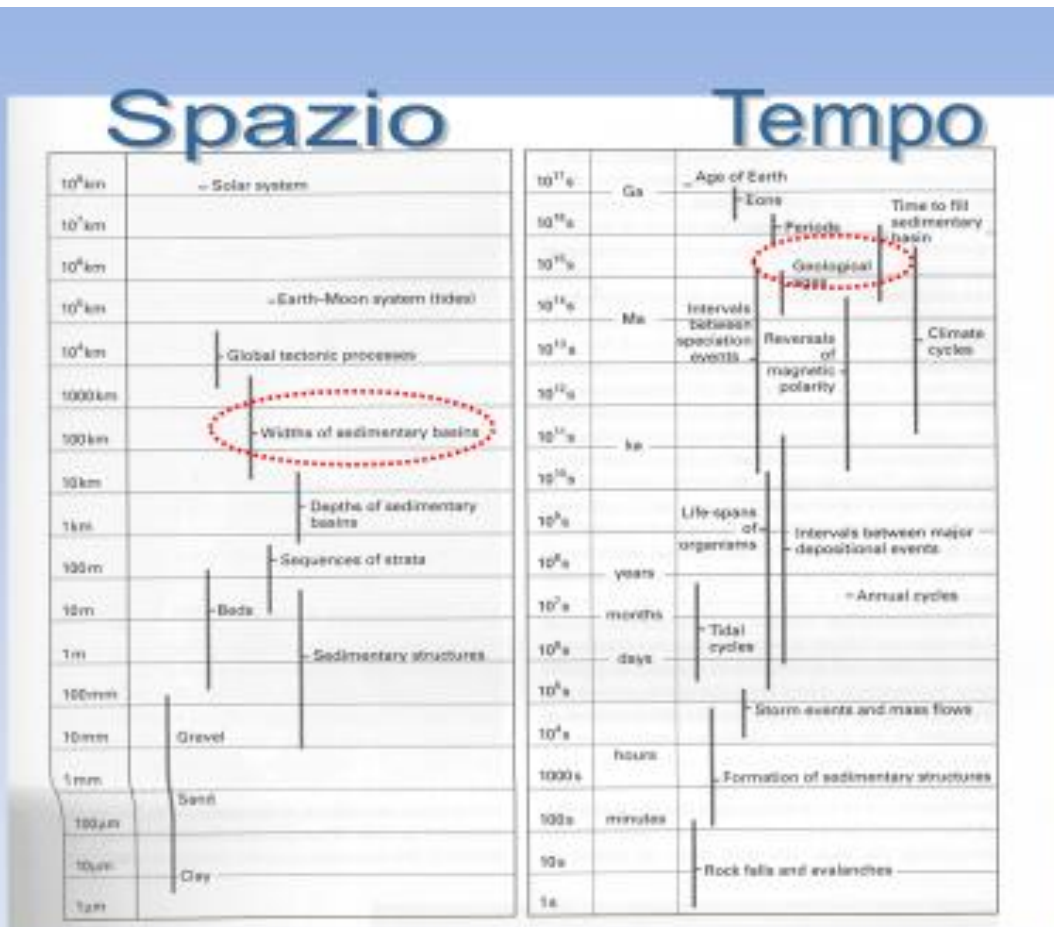 Spazio
10⁸km
Solar system
10⁷km
10⁶km
10⁵km
Earth–Moon system (tides)
10⁴km
Global tectonic processes
1000km
100km
Widths of sedimentary basins
10km
Depths of sedimentary
basins
1km
100m
Sequences of strata
10m
Beds
1m
Sedimentary structures
100mm
10mm
Gravel
1mm
Sand
100µm
10µm
Clay
1µm
Tempo
10¹⁷s
Ga
Age of Earth
Eons
10¹⁶s
Periods
Time to fill
sedimentary
basin
10¹⁵s
Geological
ages
10¹⁴s
Ma
Intervals
between
speciation
events
10¹³s
Reversals
of
magnetic
polarity
Climate
cycles
10¹²s
10¹¹s
ka
10¹⁰s
10⁹s
Life-spans
of
organisms
Intervals between major
depositional events
10⁸s
years
10⁷s
months
Annual cycles
Tidal
cycles
10⁶s
days
10⁵s
Storm events and mass flows
10⁴s
hours
1000s
Formation of sedimentary structures
100s
minutes
10s
Rock falls and avalanches
1s